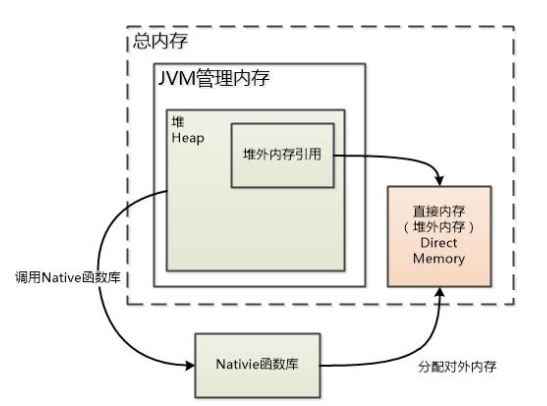 总内存
JVM管理内存
堆
Heap
堆外内存引用
直接内存
（堆外内存）
Direct
Memory
调用Native函数库
Nativie函数库
分配对外内存